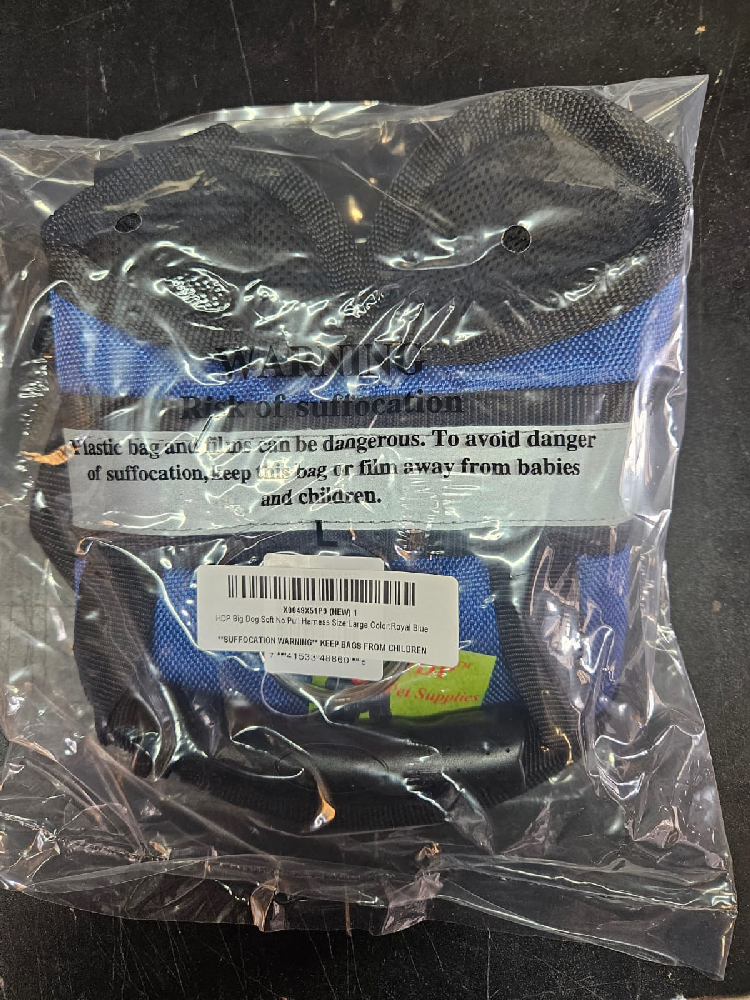 WARNING
Risk of suffocation
Plastic bag and films can be dangerous. To avoid danger
of suffocation, keep this bag or film away from babies
and children.
L
(NEW) 1
HDP Big Dog Soft No Pull Harness Size:Large Color:Royal Blue
**SUFFOCATION WARNING** KEEP BAGS FROM CHILDREN
Pet Supplies